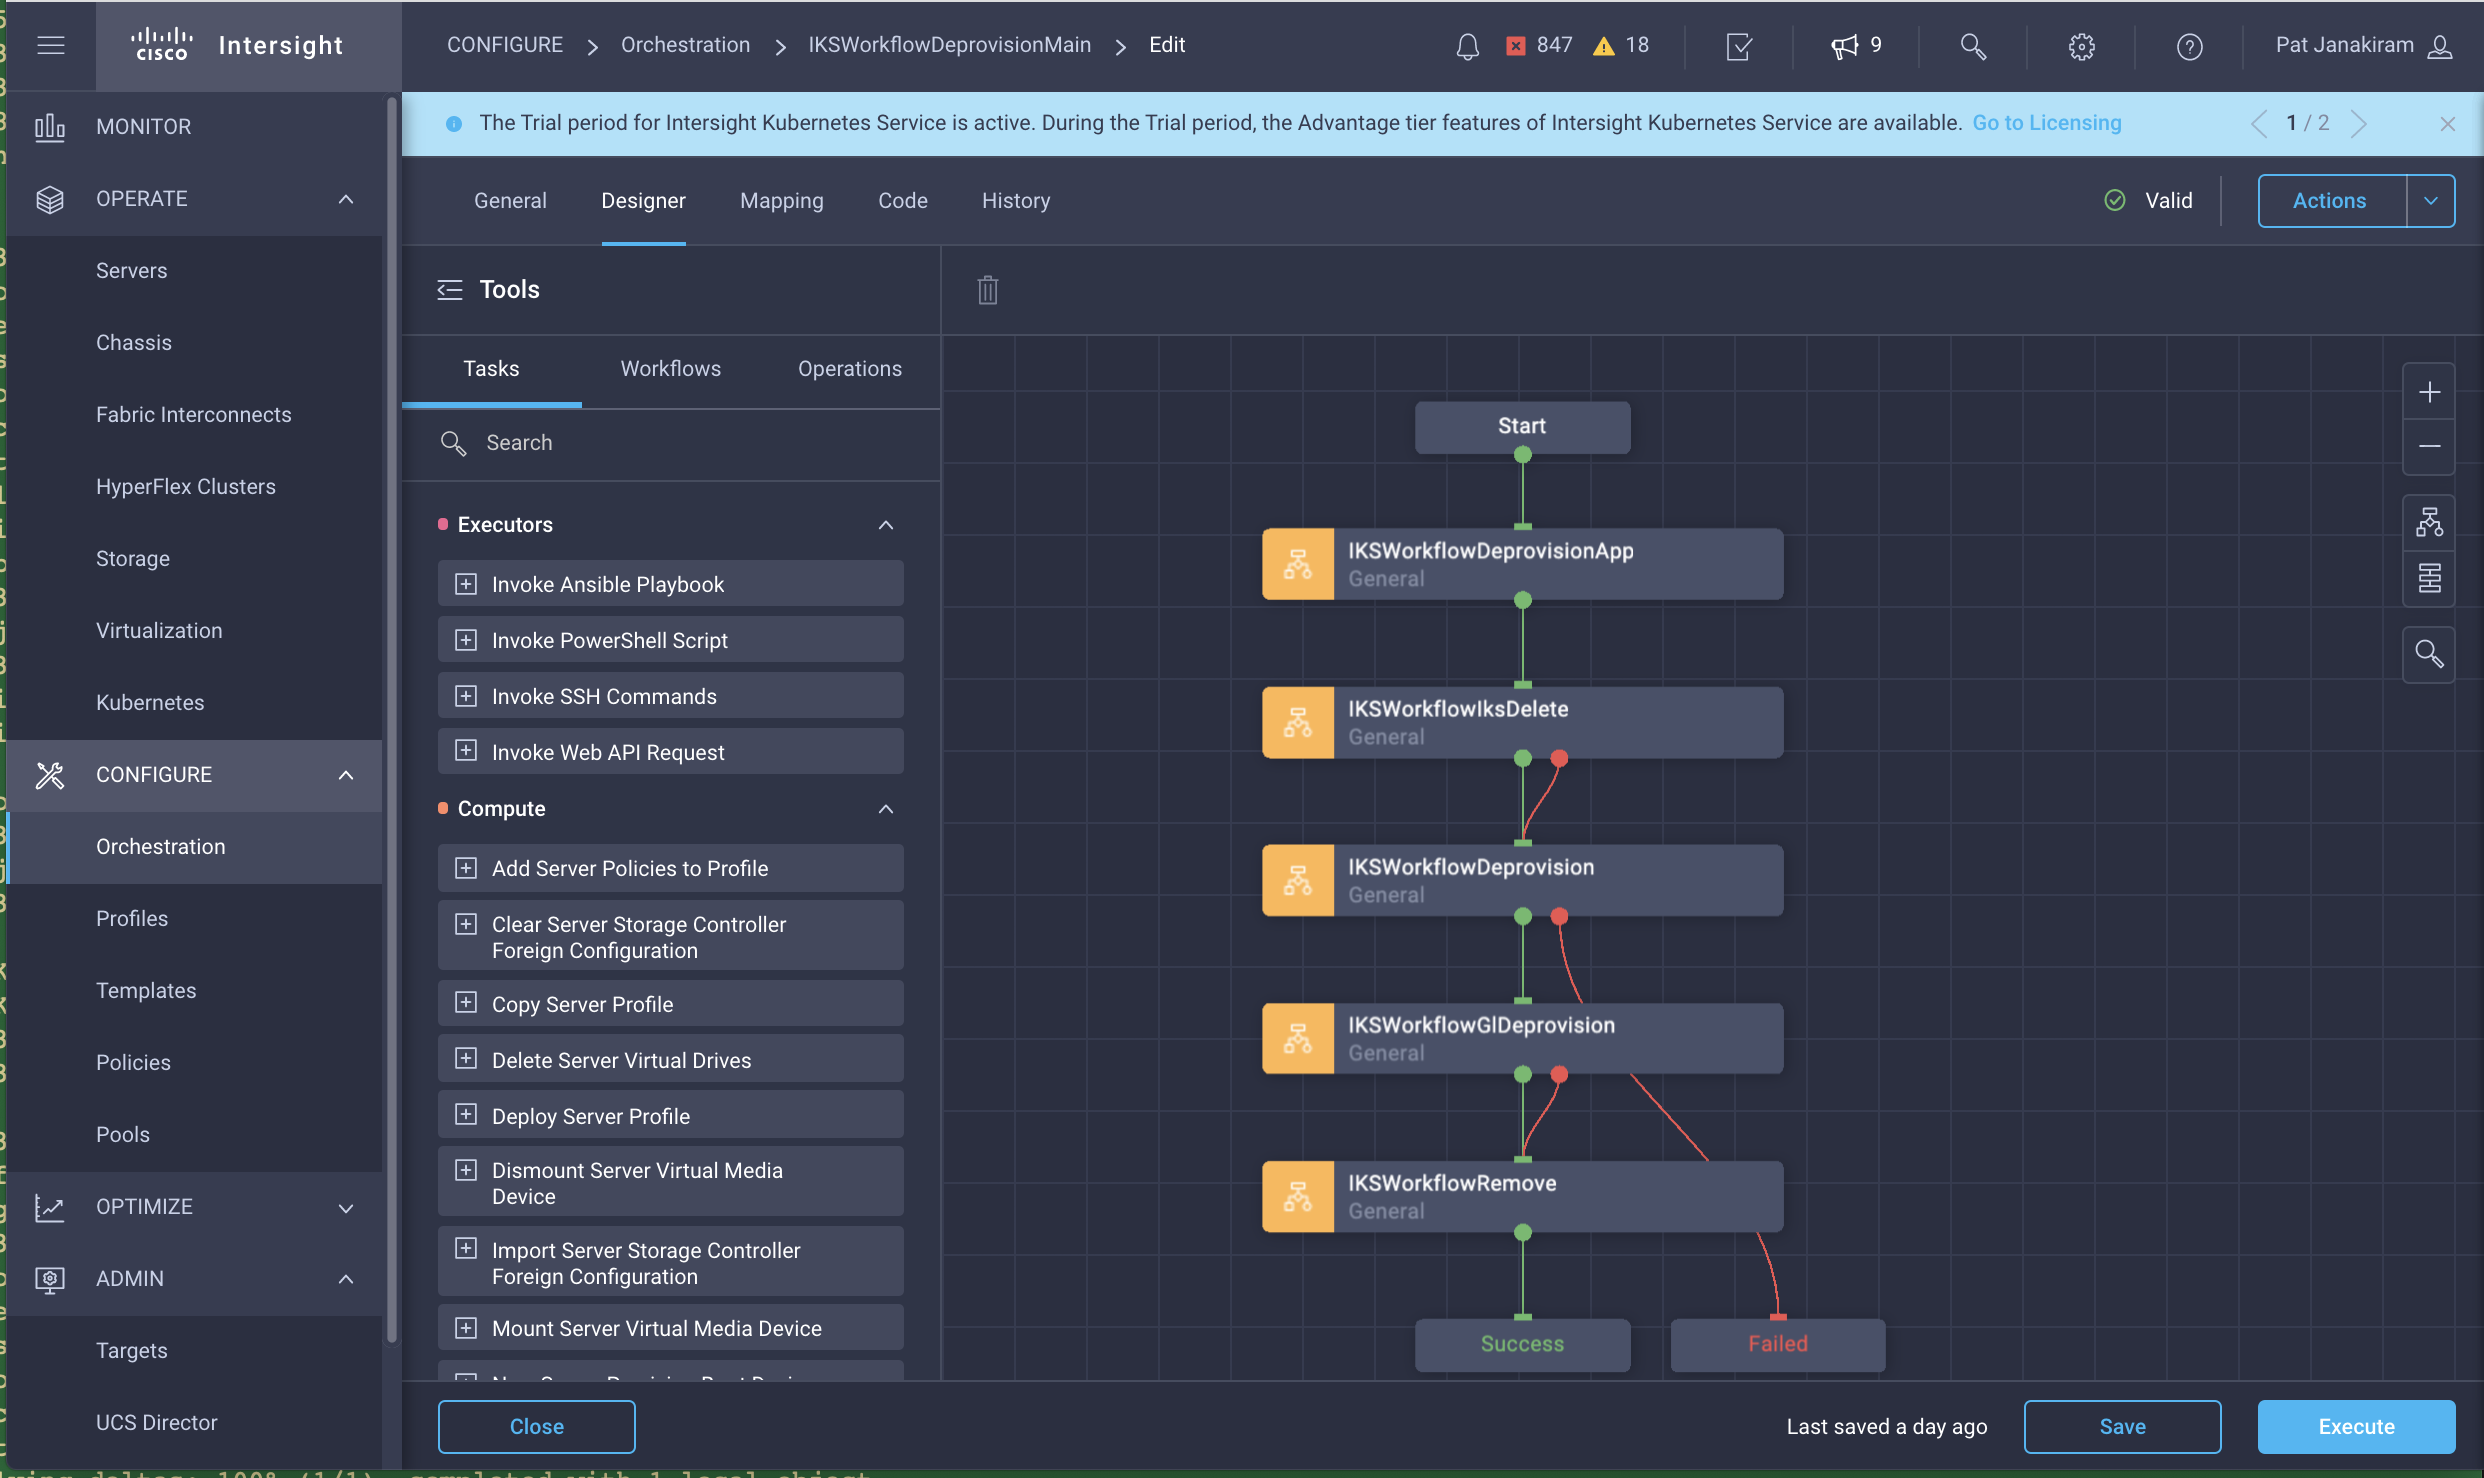 CISCO Intersight
CONFIGURE > Orchestration > IKSWorkflowDeprovisionMain > Edit
847 18 9 Pat Janakiram
The Trial period for Intersight Kubernetes Service is active. During the Trial period, the Advantage tier features of Intersight Kubernetes Service are available. Go to Licensing 1 / 2
MONITOR
OPERATE
Servers
Chassis
Fabric Interconnects
HyperFlex Clusters
Storage
Virtualization
Kubernetes
CONFIGURE
Orchestration
Profiles
Templates
Policies
Pools
OPTIMIZE
ADMIN
Targets
UCS Director
General Designer Mapping Code History
Valid Actions
Tools
Tasks Workflows Operations
Search
Executors
Invoke Ansible Playbook
Invoke PowerShell Script
Invoke SSH Commands
Invoke Web API Request
Compute
Add Server Policies to Profile
Clear Server Storage Controller
Foreign Configuration
Copy Server Profile
Delete Server Virtual Drives
Deploy Server Profile
Dismount Server Virtual Media
Device
Import Server Storage Controller
Foreign Configuration
Mount Server Virtual Media Device
Start
IKSWorkflowDeprovisionApp
General
IKSWorkflowIksDelete
General
IKSWorkflowDeprovision
General
IKSWorkflowGlDeprovision
General
IKSWorkflowRemove
General
Success Failed
Close Last saved a day ago Save Execute